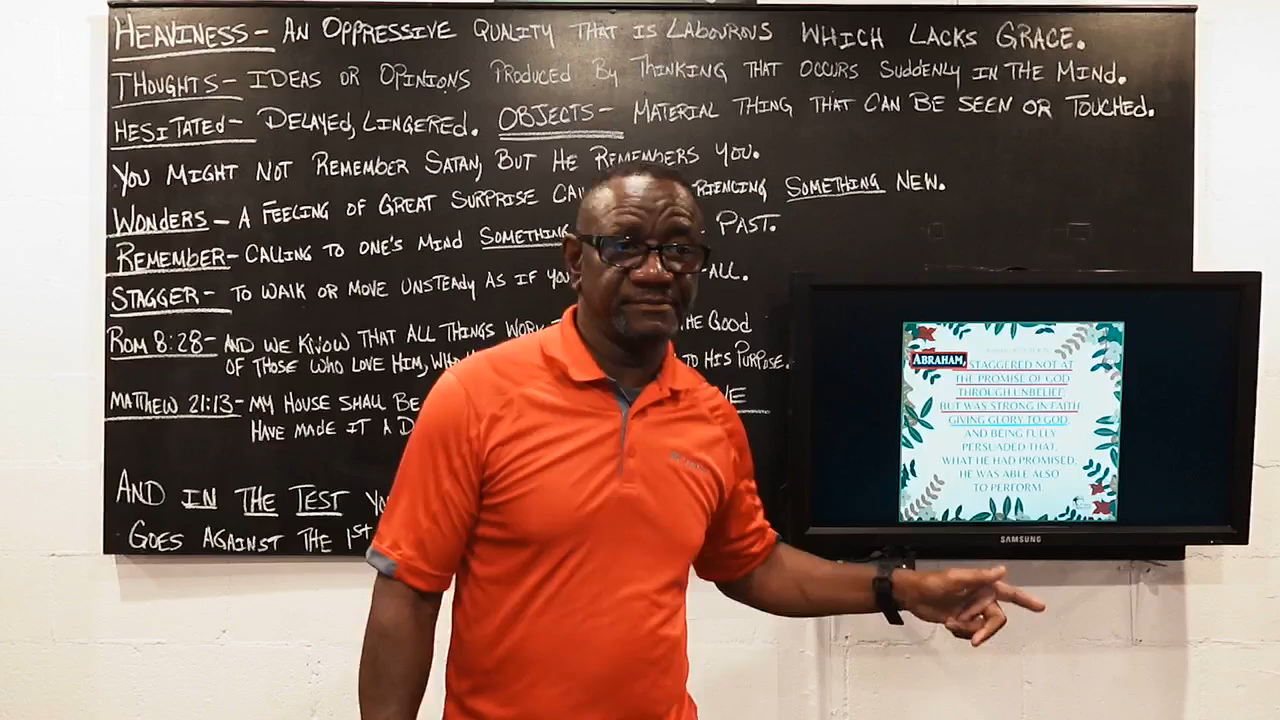 HEAVINESS - AN OPPRESSIVE QUALITY THAT IS LABOUROUS WHICH LACKS GRACE.
THOUGHTS - IDEAS OR OPINIONS PRODUCED BY THINKING THAT OCCURS SUDDENLY IN THE MIND.
HESITATED - DELAYED, LINGERED. OBJECTS - MATERIAL THING THAT CAN BE SEEN OR TOUCHED.
YOU MIGHT NOT REMEMBER SATAN, BUT HE REMEMBERS YOU.
WONDERS - A FEELING OF GREAT SURPRISE RIENCING SOMETHING NEW.
REMEMBER - CALLING TO ONE'S MIND SOMETHING PAST.
STAGGER - TO WALK OR MOVE UNSTEADY AS IF -ALL.
ROM 8:28 - AND WE KNOW THAT ALL THINGS WORK GOOD
OF THOSE WHO LOVE HIM, TO HIS PURPOSE.
MATTHEW 21:13 - MY HOUSE SHALL BE VE
HAVE MADE IT A D
AND IN THE TEST
GOES AGAINST THE 1ST
ABRAHAM,
STAGGERED NOT AT
THE PROMISE OF GOD
THROUGH UNBELIEF
BUT WAS STRONG IN FAITH
GIVING GLORY TO GOD.
AND BEING FULLY
PERSUADED THAT,
WHAT HE HAD PROMISED,
HE WAS ABLE ALSO
TO PERFORM.
SAMSUNG